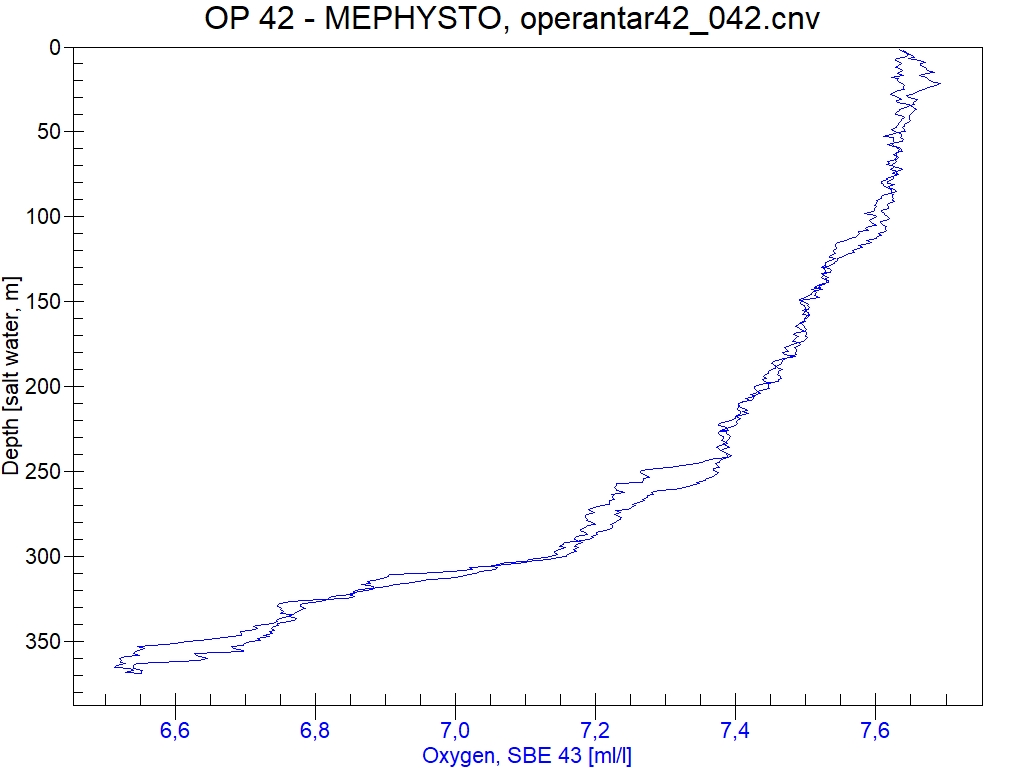 OP 42 - MEPHYSTO, operantar42_042.cnv
0
50
100
150
200
250
300
350
Depth [salt water, m]
6,6 6,8 7,0 7,2 7,4 7,6
Oxygen, SBE 43 [ml/l]